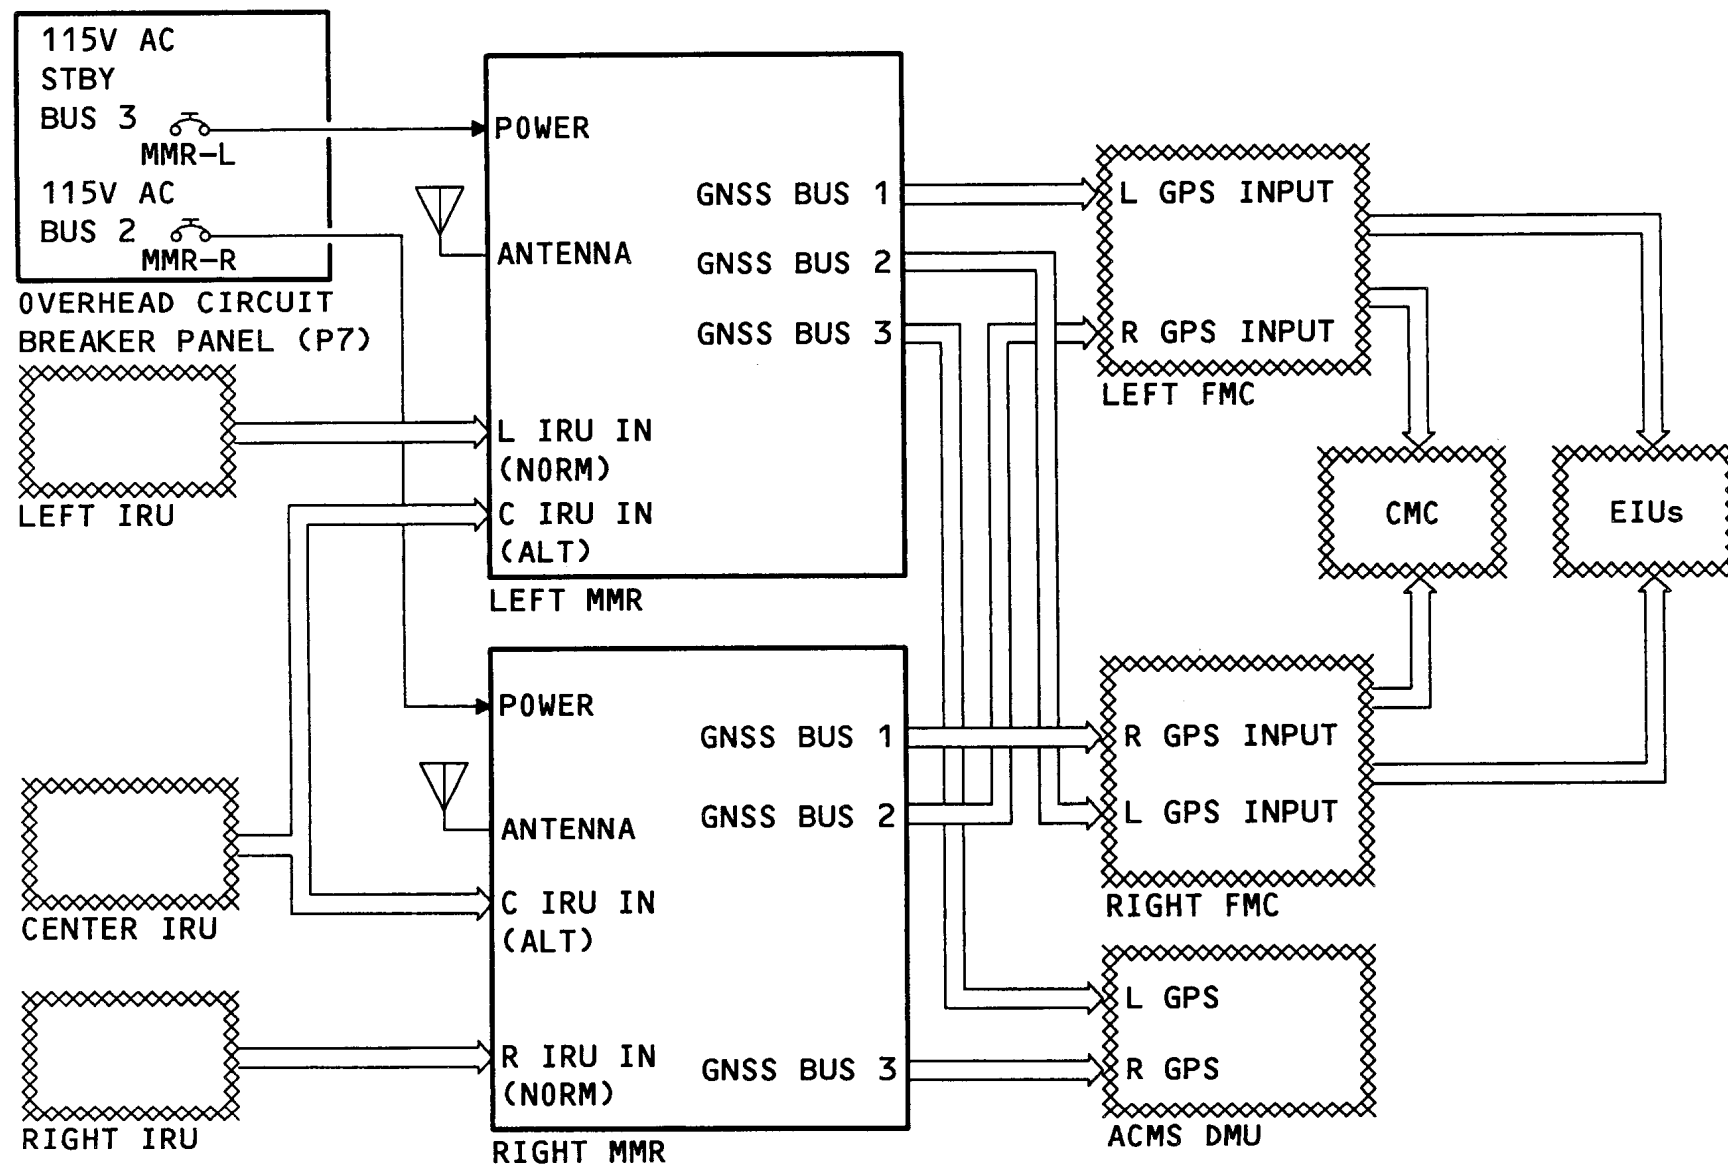 115V AC
STBY
BUS 3
MMR-L
115V AC
BUS 2
MMR-R
OVERHEAD CIRCUIT
BREAKER PANEL (P7)
LEFT IRU
CENTER IRU
RIGHT IRU
POWER
ANTENNA
GNSS BUS 1
GNSS BUS 2
GNSS BUS 3
L IRU IN
(NORM)
C IRU IN
(ALT)
LEFT MMR
POWER
ANTENNA
GNSS BUS 1
GNSS BUS 2
C IRU IN
(ALT)
R IRU IN
(NORM)
GNSS BUS 3
RIGHT MMR
L GPS INPUT
R GPS INPUT
LEFT FMC
CMC
EIUs
R GPS INPUT
L GPS INPUT
RIGHT FMC
L GPS
R GPS
ACMS DMU